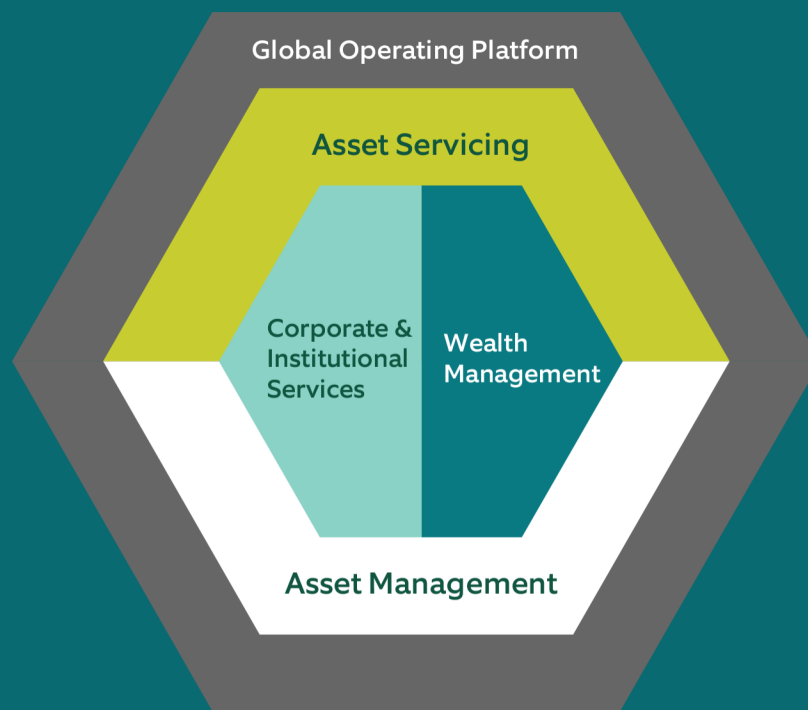 Global Operating Platform
Asset Servicing
Corporate &
Institutional
Services
Wealth
Management
Asset Management